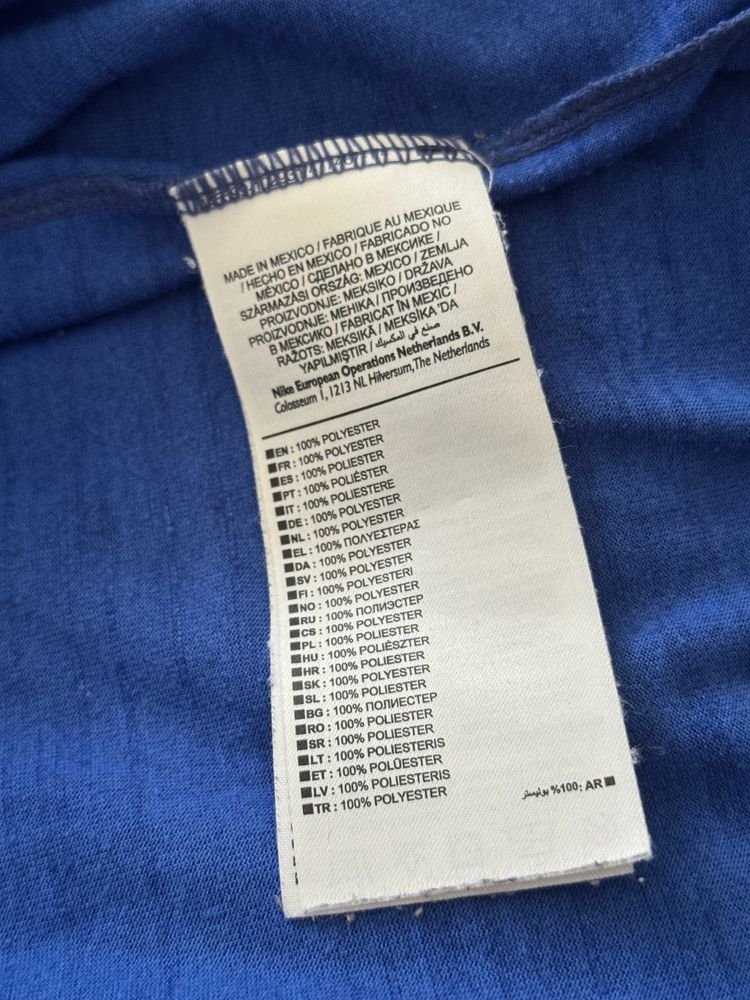 MADE IN MEXICO / FABRIQUE AU MEXIQUE
/ HECHO EN MEXICO / FABRICADO NO
MÉXICO / СДЕЛАНО В МЕКСИКЕ /
SZÁRMAZÁSI ORSZÁG: MEXICO / ZEMLJA
PROIZVODNJE: MEKSIKO / DRŽAVA
PROIZVODNJE: МЕНІКА / ПРОИЗВЕДЕНО
В МЕКСИКО / FABRICAT ÎN MEXIC /
RAŽOTS: MEKSIKĀ / MEKSİKA 'DA
YAPILMIŞTIR / صنع في المكسيك
Nike European Operations Netherlands B.V.
Colosseum 1, 1213 NL Hilversum, The Netherlands
EN : 100% POLYESTER
FR : 100% POLYESTER
ES : 100% POLIESTER
PT : 100% POLIÉSTER
IT : 100% POLIESTERE
DE : 100% POLYESTER
NL : 100% POLYESTER
EL : 100% ΠΟΛΥΕΣΤΕΡΑΣ
DA : 100% POLYESTER
SV : 100% POLYESTER
FI : 100% POLYESTERI
NO : 100% POLYESTER
RU : 100% ПОЛИЭСТЕР
CS : 100% POLYESTER
PL : 100% POLIESTER
HU : 100% POLIÉSZTER
HR : 100% POLIESTER
SK : 100% POLYESTER
SL : 100% POLIESTER
BG : 100% ПОЛИЕСТЕР
RO : 100% POLIESTER
SR : 100% POLIESTER
LT : 100% POLIESTERIS
ET : 100% POLÜESTER
LV : 100% POLIESTERIS
TR : 100% POLYESTER
AR :100% بوليستر